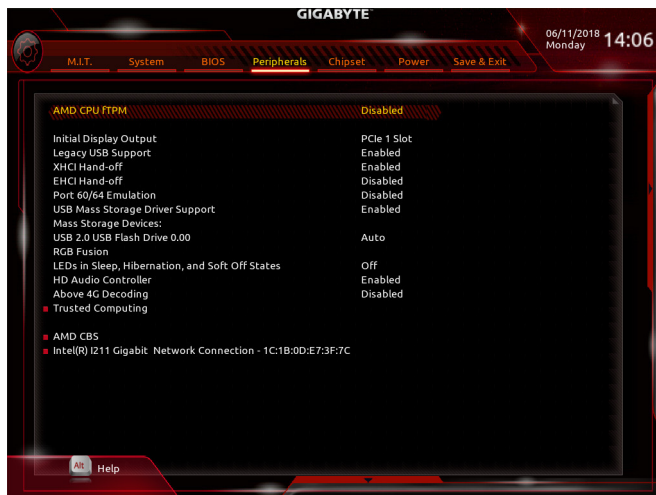 GIGABYTE™
06/11/2018
Monday
14:06
M.I.T. System BIOS Peripherals Chipset Power Save & Exit
AMD CPU fTPM Disabled
Initial Display Output PCIe 1 Slot
Legacy USB Support Enabled
XHCI Hand-off Enabled
EHCI Hand-off Disabled
Port 60/64 Emulation Disabled
USB Mass Storage Driver Support Enabled
Mass Storage Devices:
USB 2.0 USB Flash Drive 0.00 Auto
RGB Fusion
LEDs in Sleep, Hibernation, and Soft Off States Off
HD Audio Controller Enabled
Above 4G Decoding Disabled
Trusted Computing
AMD CBS
Intel(R) I211 Gigabit Network Connection - 1C:1B:0D:E7:3F:7C
Alt Help